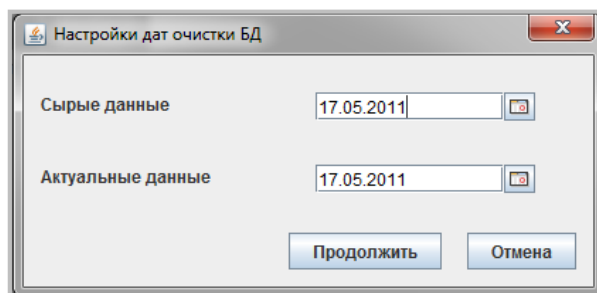 Настройки дат очистки БД
Сырые данные 17.05.2011
Актуальные данные 17.05.2011
Продолжить Отмена